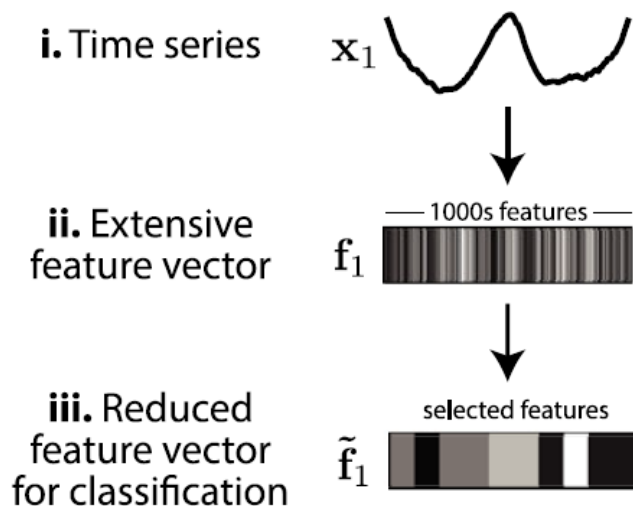 i. Time series
x₁
ii. Extensive
feature vector
1000s features
f₁
iii. Reduced
feature vector
for classification
selected features
f̃₁